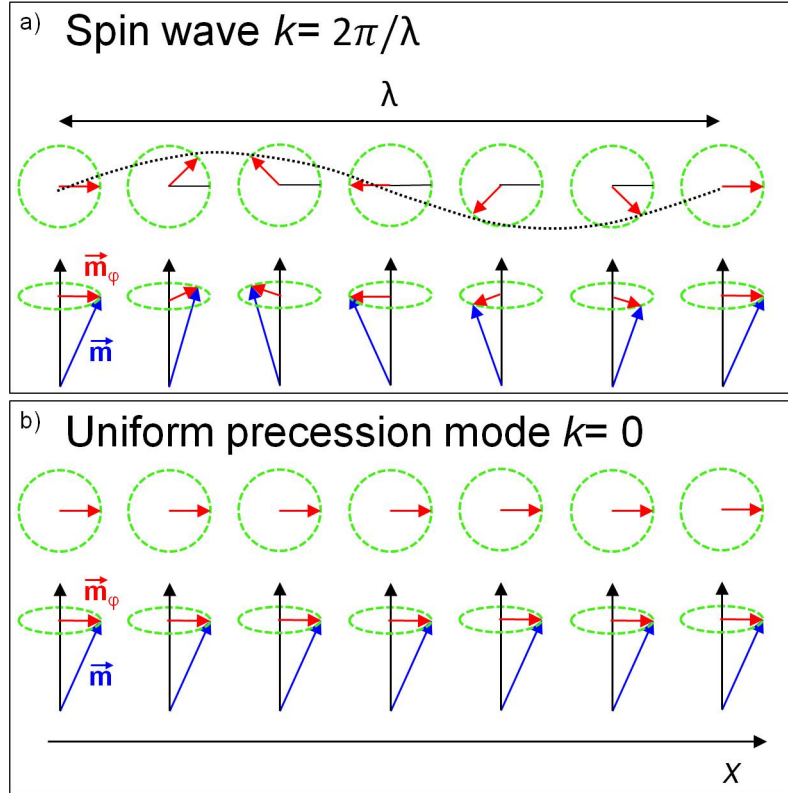 a) Spin wave k= 2π/λ
λ
m⃗φ
m⃗
b) Uniform precession mode k= 0
m⃗φ
m⃗
x